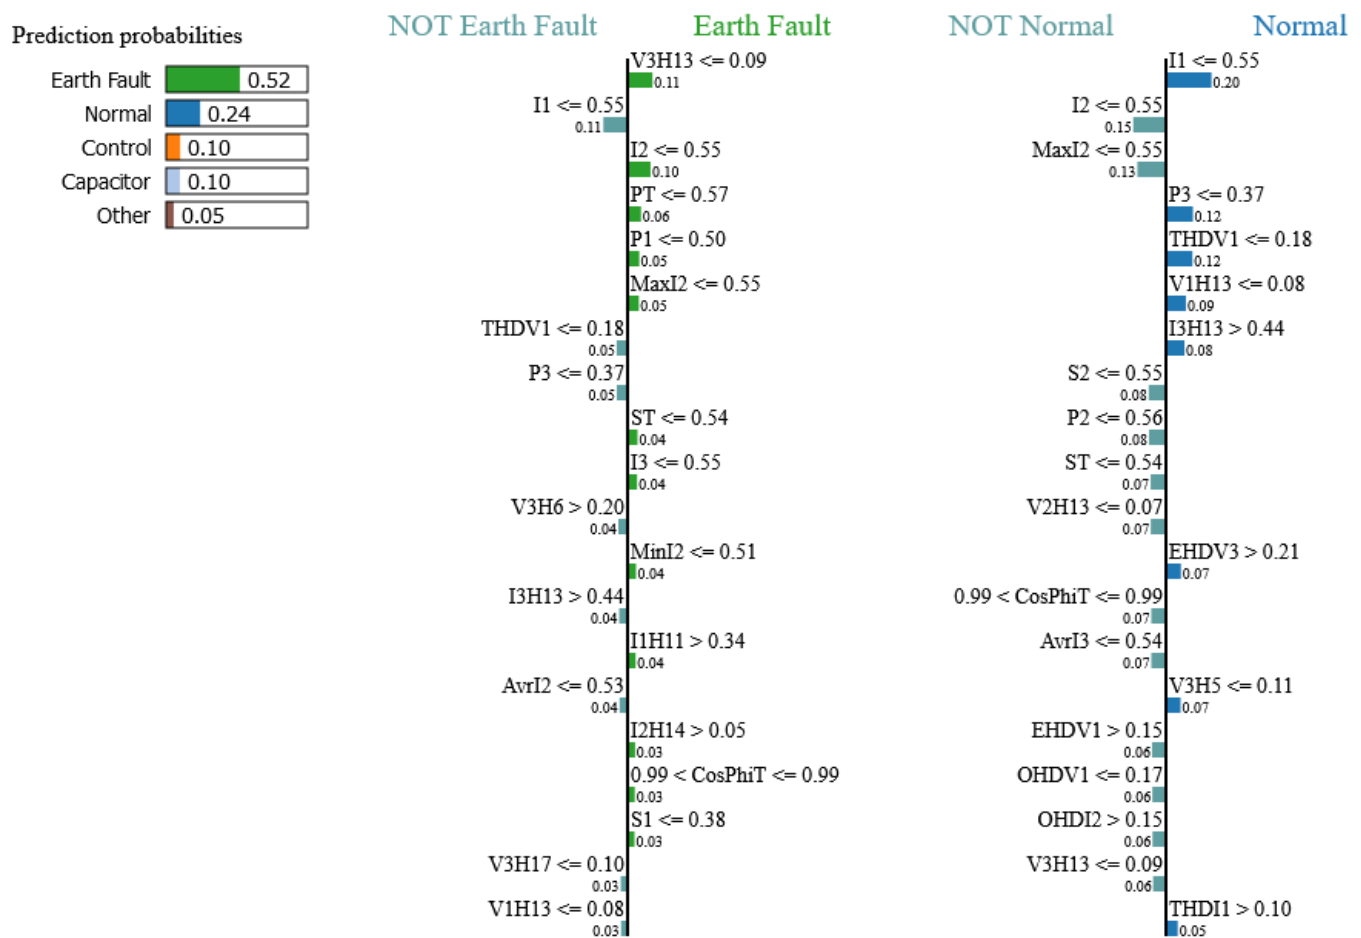 Prediction probabilities
Earth Fault 0.52
Normal 0.24
Control 0.10
Capacitor 0.10
Other 0.05
NOT Earth Fault Earth Fault
V3H13 <= 0.09
0.11
I1 <= 0.55
0.11
I2 <= 0.55
0.10
PT <= 0.57
0.06
P1 <= 0.50
0.05
MaxI2 <= 0.55
0.05
THDV1 <= 0.18
0.05
P3 <= 0.37
0.05
ST <= 0.54
0.04
I3 <= 0.55
0.04
V3H6 > 0.20
0.04
MinI2 <= 0.51
0.04
I3H13 > 0.44
0.04
I1H11 > 0.34
0.04
AvrI2 <= 0.53
0.04
I2H14 > 0.05
0.03
0.99 < CosPhiT <= 0.99
0.03
S1 <= 0.38
0.03
V3H17 <= 0.10
0.03
V1H13 <= 0.08
0.03
NOT Normal Normal
I1 <= 0.55
0.20
I2 <= 0.55
0.15
MaxI2 <= 0.55
0.13
P3 <= 0.37
0.12
THDV1 <= 0.18
0.12
V1H13 <= 0.08
0.09
I3H13 > 0.44
0.08
S2 <= 0.55
0.08
P2 <= 0.56
0.08
ST <= 0.54
0.07
V2H13 <= 0.07
0.07
EHDV3 > 0.21
0.07
0.99 < CosPhiT <= 0.99
0.07
AvrI3 <= 0.54
0.07
V3H5 <= 0.11
0.07
EHDV1 > 0.15
0.06
OHDV1 <= 0.17
0.06
OHDI2 > 0.15
0.06
V3H13 <= 0.09
0.06
THDI1 > 0.10
0.05